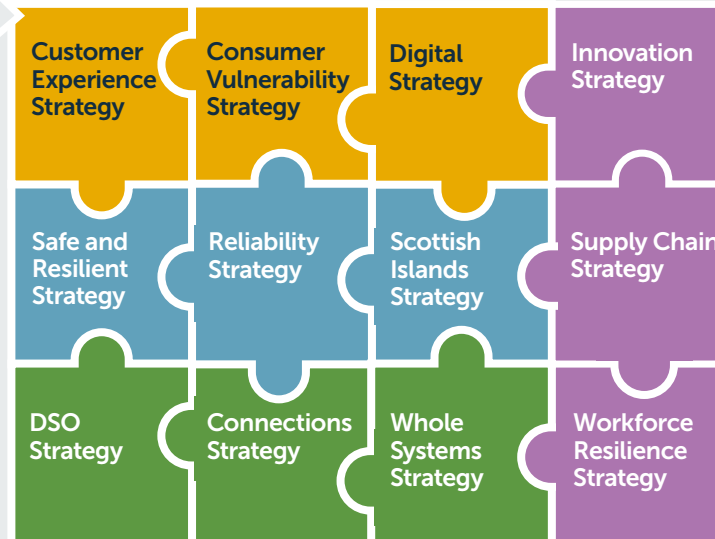 Customer
Experience
Strategy
Consumer
Vulnerability
Strategy
Digital
Strategy
Innovation
Strategy
Safe and
Resilient
Strategy
Reliability
Strategy
Scottish
Islands
Strategy
Supply Chain
Strategy
DSO
Strategy
Connections
Strategy
Whole
Systems
Strategy
Workforce
Resilience
Strategy